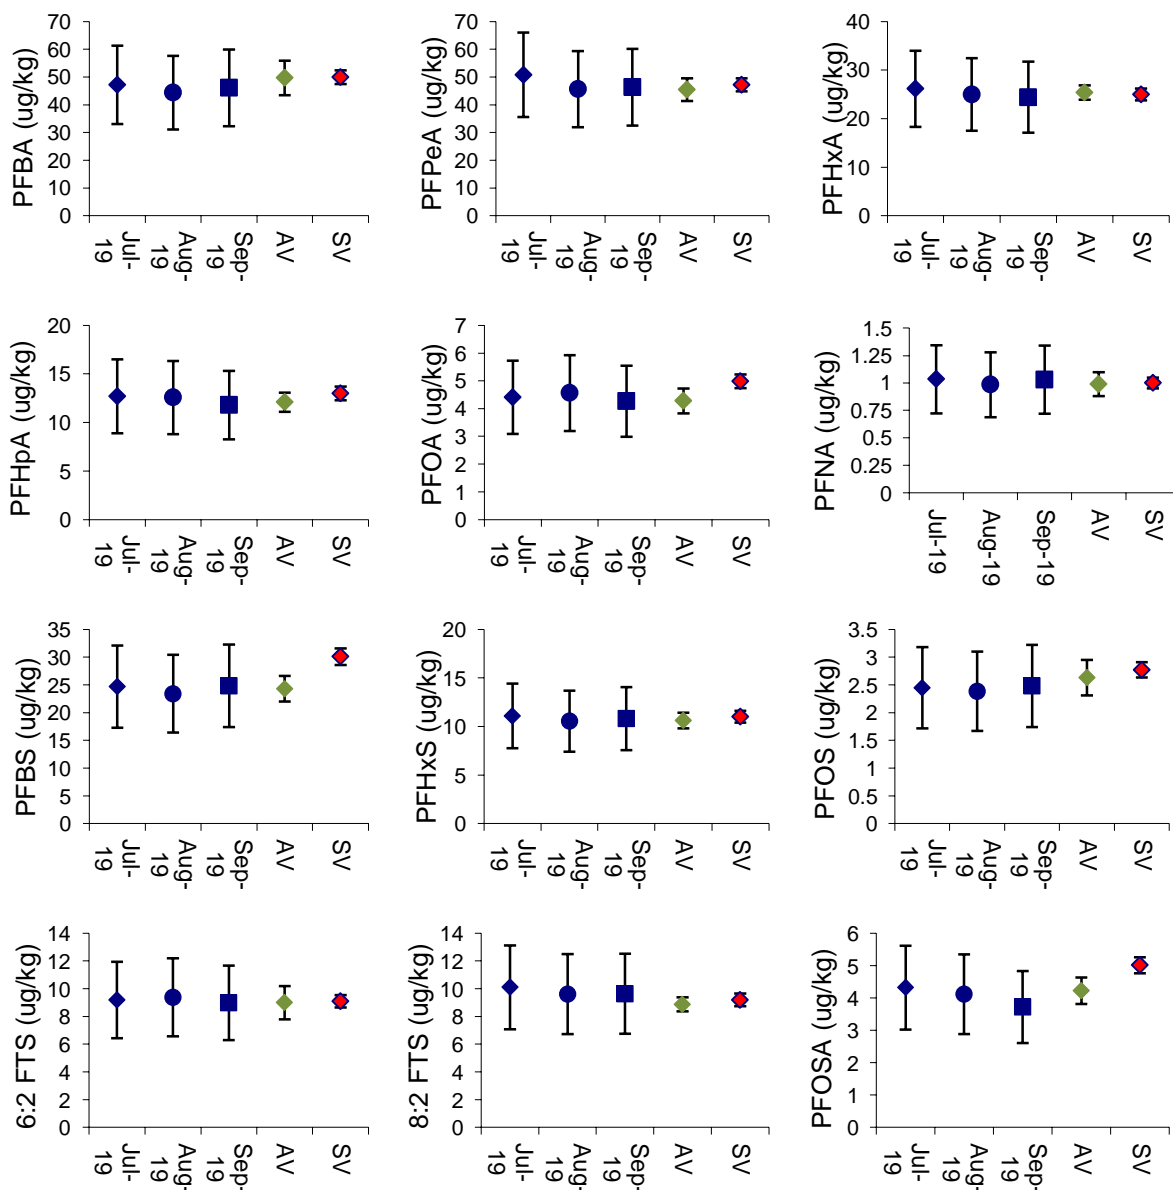 PFBA (ug/kg)
70
60
50
40
30
20
10
0
Jul-
19
Aug-
19
Sep-
19
AV
SV
PFPeA (ug/kg)
70
60
50
40
30
20
10
0
Jul-
19
Aug-
19
Sep-
19
AV
SV
PFHxA (ug/kg)
40
30
20
10
0
Jul-
19
Aug-
19
Sep-
19
AV
SV
PFHpA (ug/kg)
20
15
10
5
0
Jul-
19
Aug-
19
Sep-
19
AV
SV
PFOA (ug/kg)
7
6
5
4
3
2
1
0
Jul-
19
Aug-
19
Sep-
19
AV
SV
PFNA (ug/kg)
1.5
1.25
1
0.75
0.5
0.25
0
Jul-19
Aug-19
Sep-19
AV
SV
PFBS (ug/kg)
35
30
25
20
15
10
5
0
Jul-
19
Aug-
19
Sep-
19
AV
SV
PFHxS (ug/kg)
20
15
10
5
0
Jul-
19
Aug-
19
Sep-
19
AV
SV
PFOS (ug/kg)
3.5
3
2.5
2
1.5
1
0.5
0
Jul-
19
Aug-
19
Sep-
19
AV
SV
6:2 FTS (ug/kg)
14
12
10
8
6
4
2
0
Jul-
19
Aug-
19
Sep-
19
AV
SV
8:2 FTS (ug/kg)
14
12
10
8
6
4
2
0
Jul-
19
Aug-
19
Sep-
19
AV
SV
PFOSA (ug/kg)
6
5
4
3
2
1
0
Jul-
19
Aug-
19
Sep-
19
AV
SV